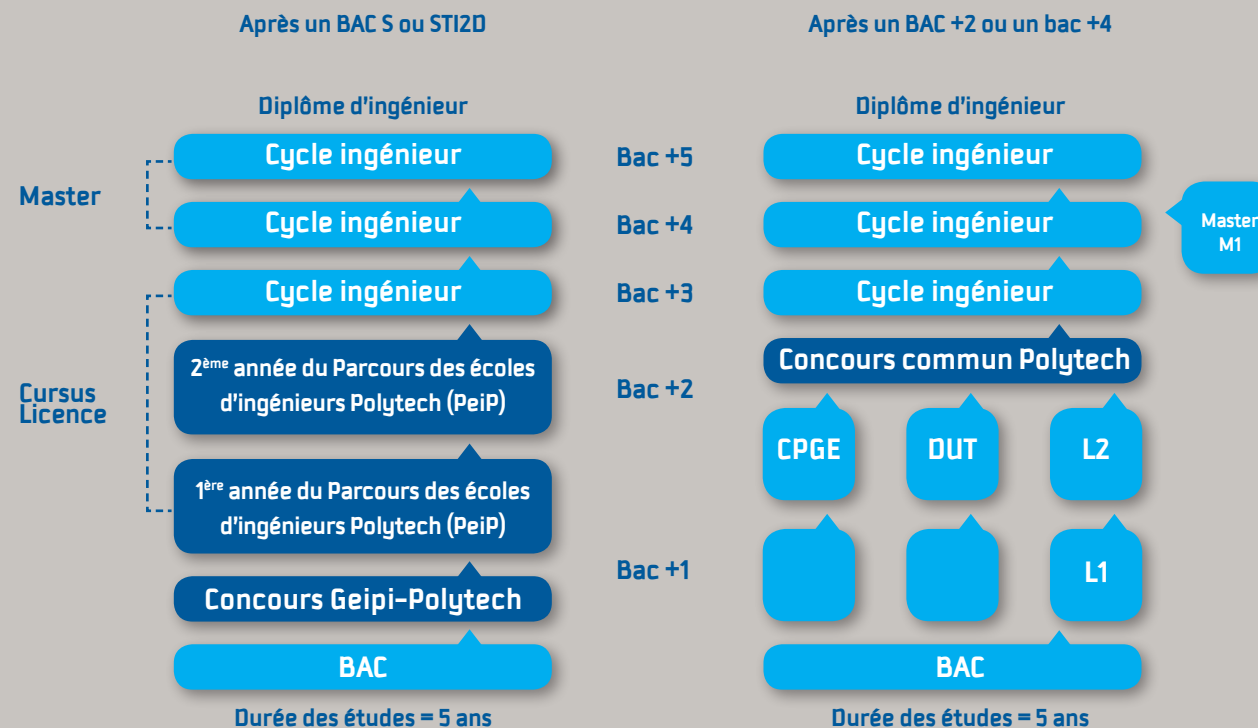 Après un BAC S ou STI2D
Diplôme d'ingénieur
Cycle ingénieur
Cycle ingénieur
Cycle ingénieur
2ème année du Parcours des écoles
d'ingénieurs Polytech (PeiP)
1ère année du Parcours des écoles
d'ingénieurs Polytech (PeiP)
Concours Geipi-Polytech
BAC
Durée des études = 5 ans
Master
Cursus
Licence
Bac +5
Bac +4
Bac +3
Bac +2
Bac +1
Après un BAC +2 ou un bac +4
Diplôme d'ingénieur
Cycle ingénieur
Cycle ingénieur
Cycle ingénieur
Concours commun Polytech
CPGE DUT L2
L1
BAC
Durée des études = 5 ans
Master
M1